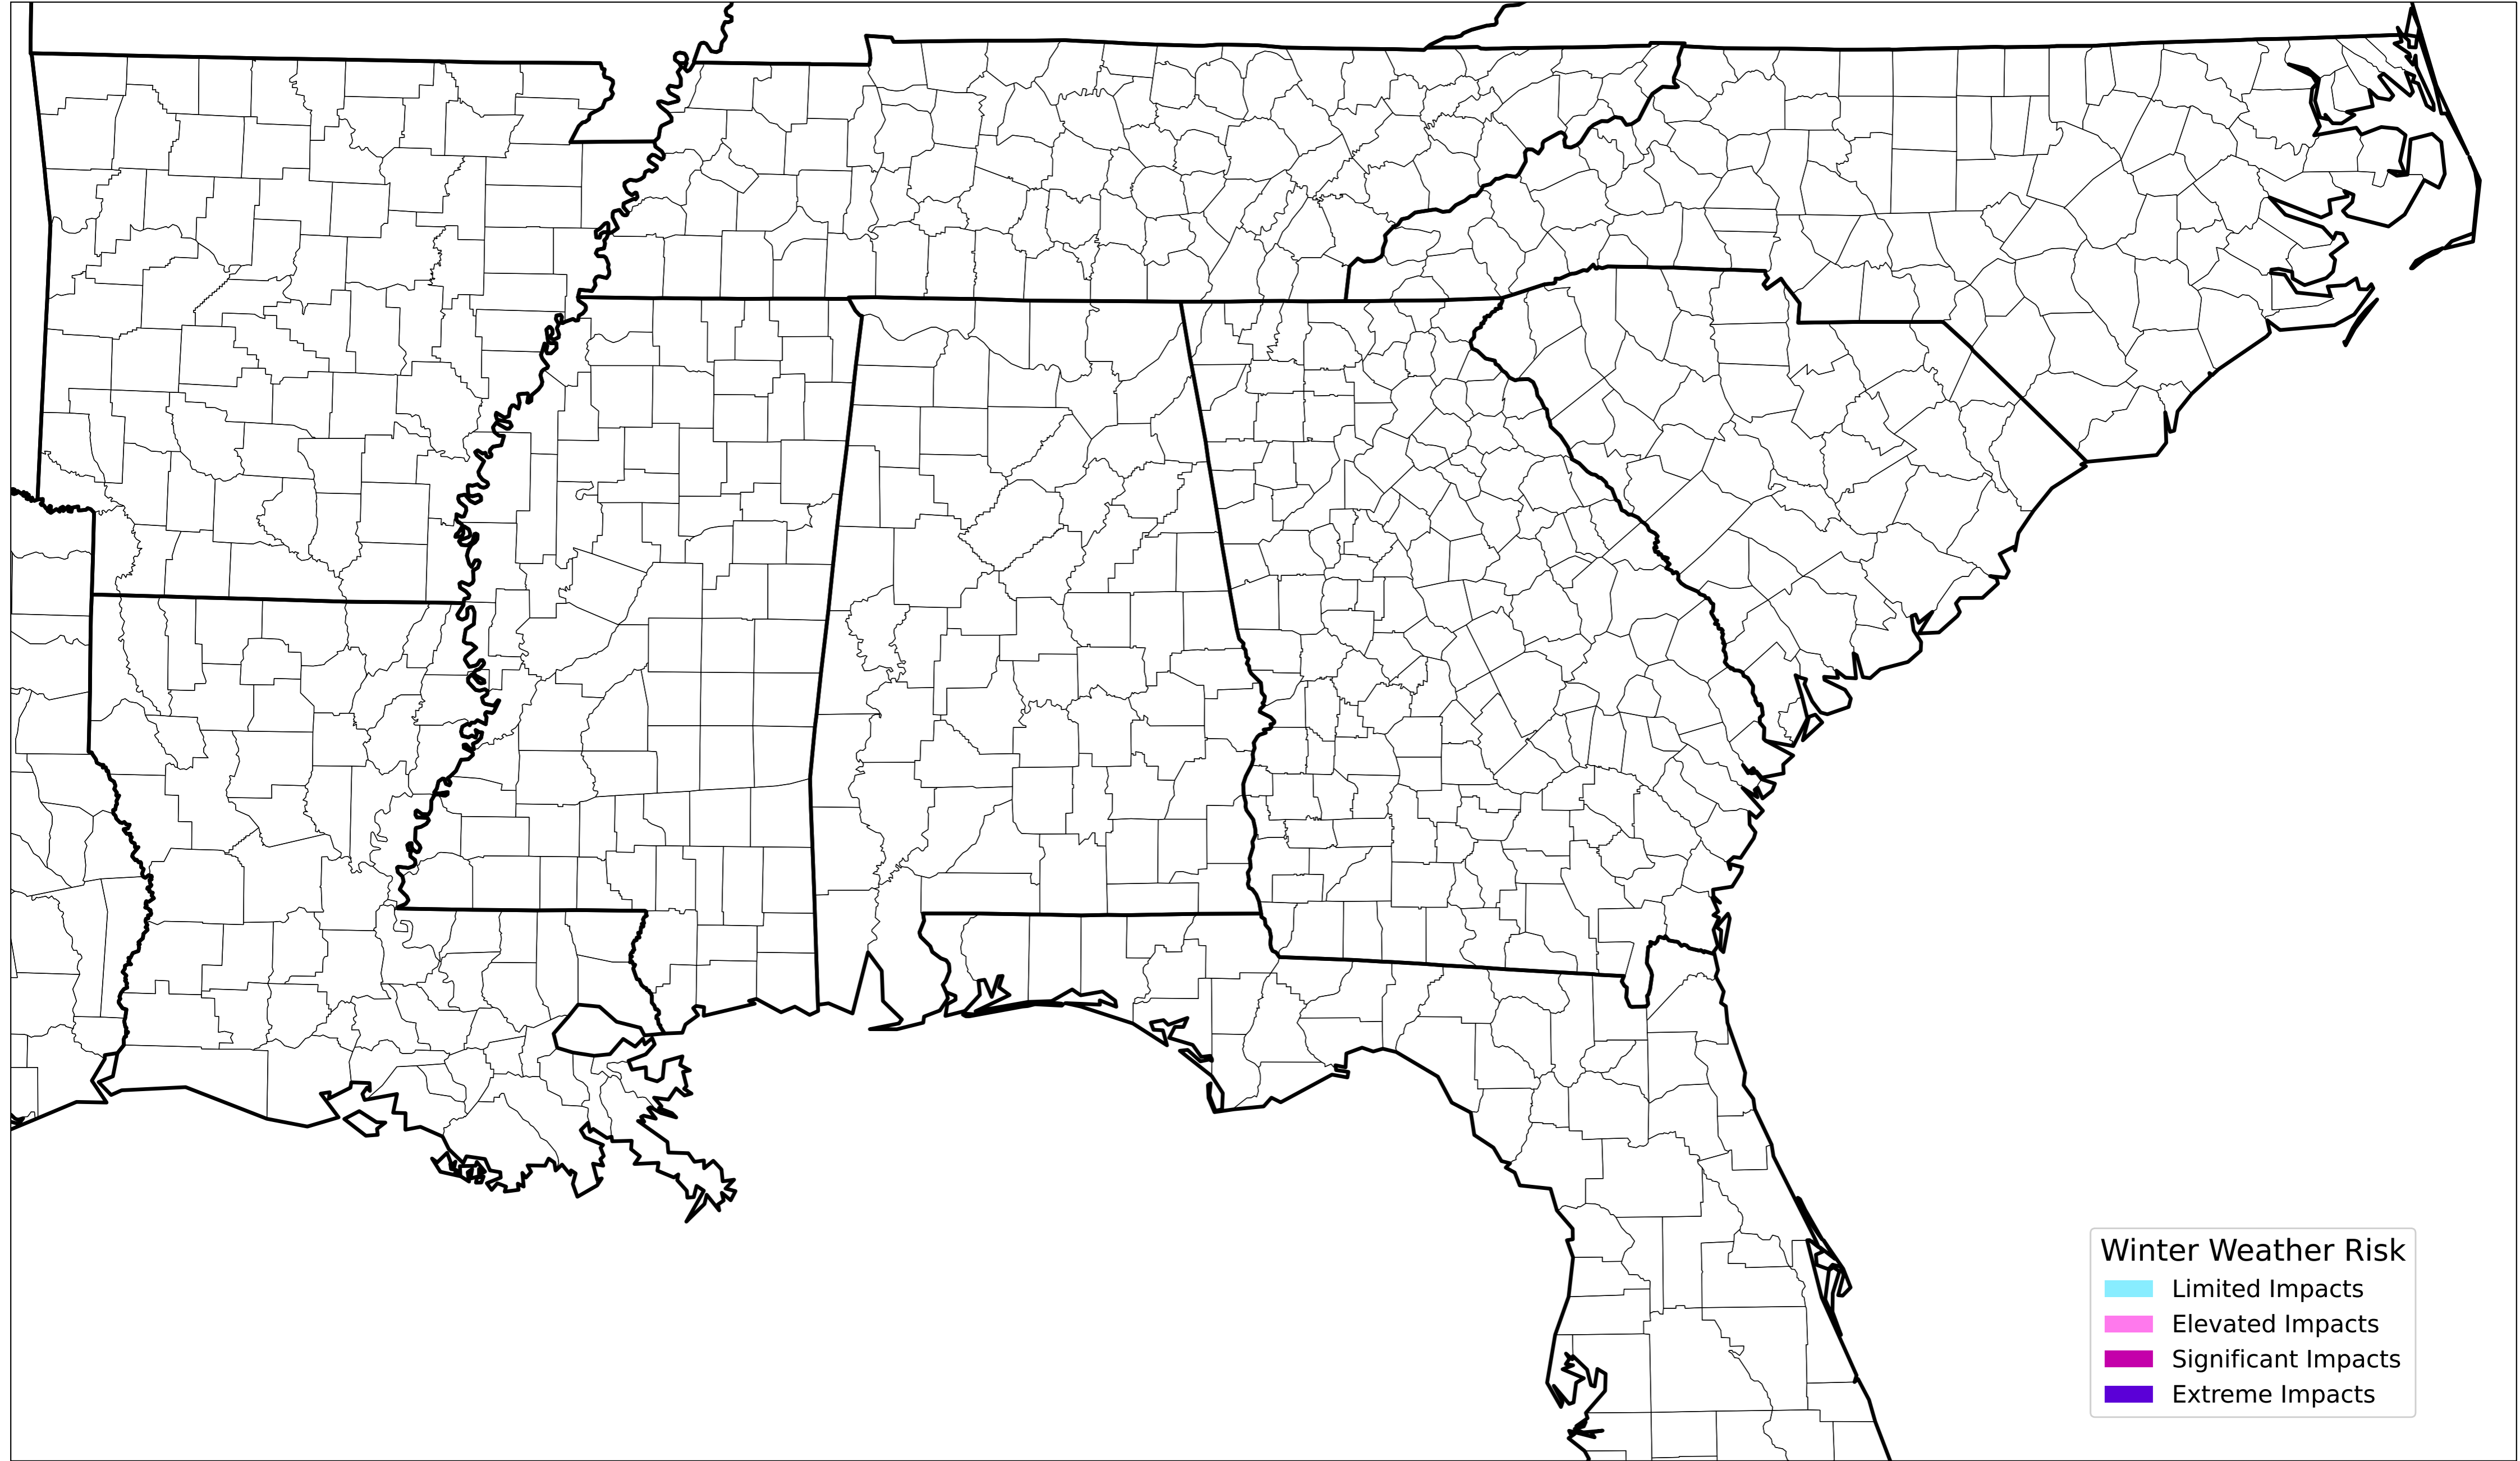 Winter Weather Risk
Limited Impacts
Elevated Impacts
Significant Impacts
Extreme Impacts